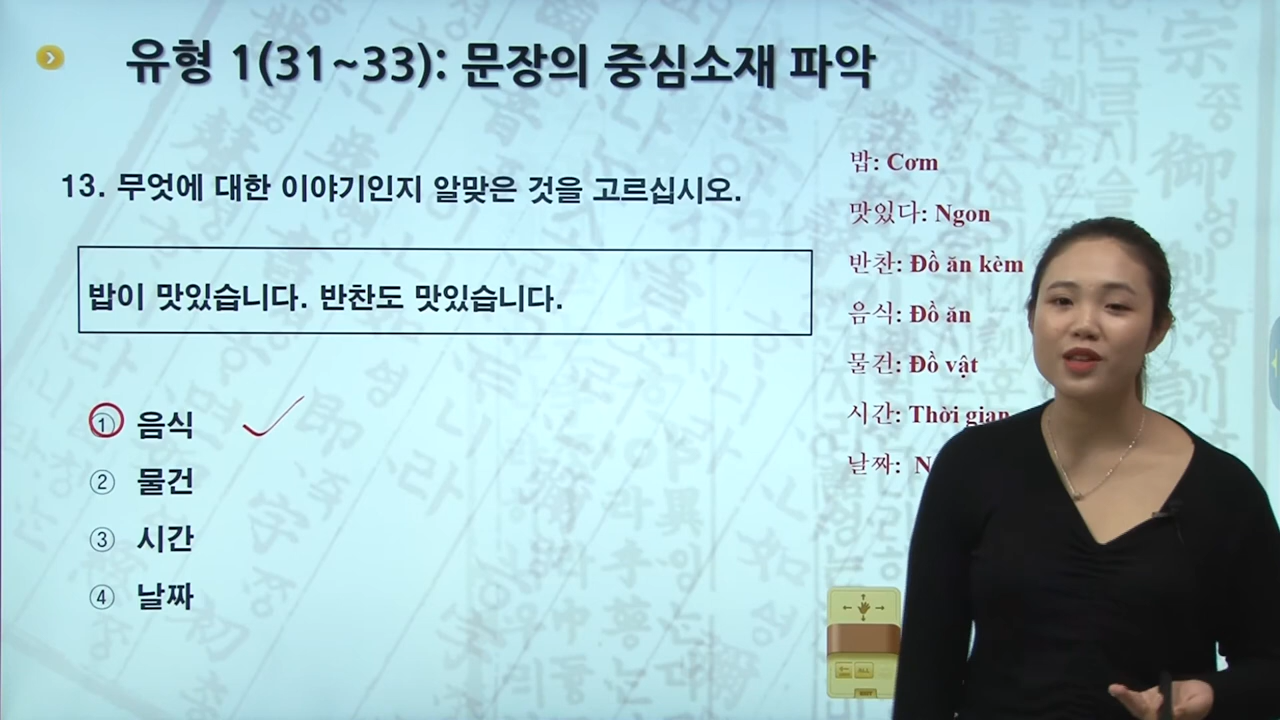 유형 1(31~33): 문장의 중심소재 파악
13. 무엇에 대한 이야기인지 알맞은 것을 고르십시오.
밥이 맛있습니다. 반찬도 맛있습니다.
① 음식
② 물건
③ 시간
④ 날짜
밥: Cơm
맛있다: Ngon
반찬: Đồ ăn kèm
음식: Đồ ăn
물건: Đồ vật
시간: Thời gian
날짜: N